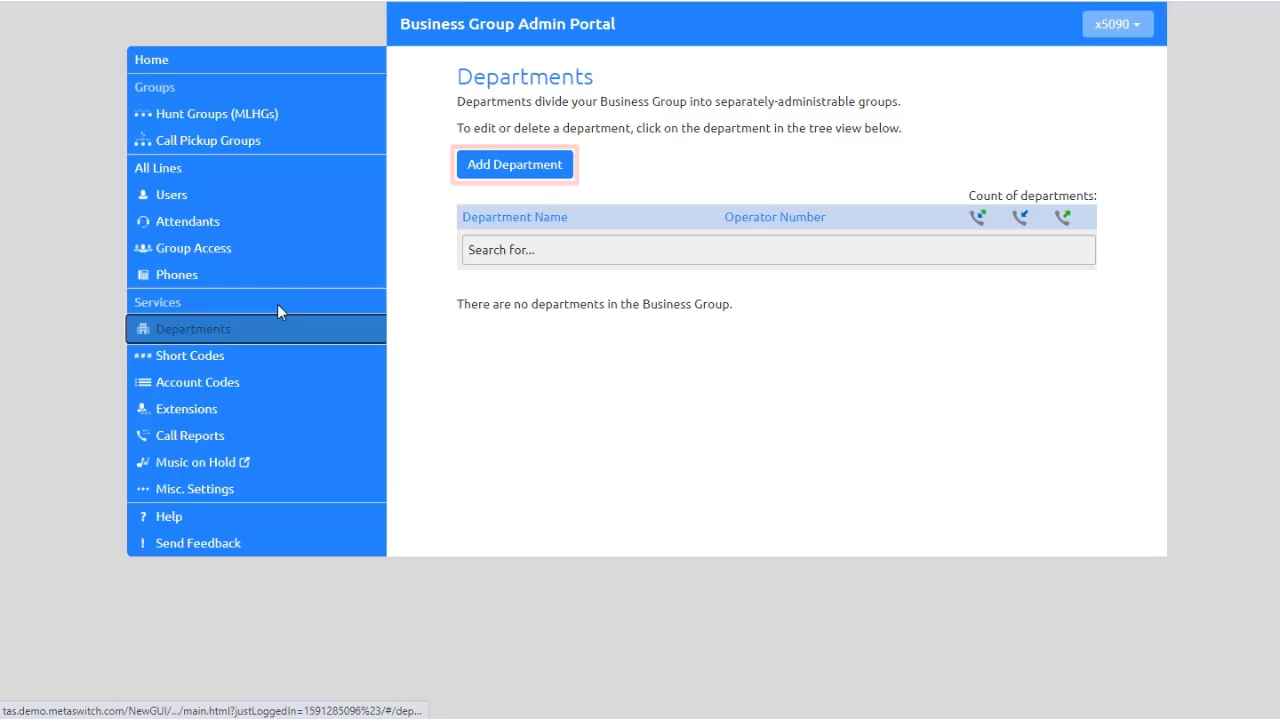 Business Group Admin Portal
x5090
Home
Groups
Hunt Groups (MLHGs)
Call Pickup Groups
All Lines
Users
Attendants
Group Access
Phones
Services
Departments
Short Codes
Account Codes
Extensions
Call Reports
Music on Hold
Misc. Settings
? Help
! Send Feedback
Departments
Departments divide your Business Group into separately-administrable groups.
To edit or delete a department, click on the department in the tree view below.
Add Department
Count of departments:
Department Name Operator Number
Search for...
There are no departments in the Business Group.
tas.demo.metaswitch.com/NewGUI/.../main.html?justLoggedIn=1591285096%23/#/dep...